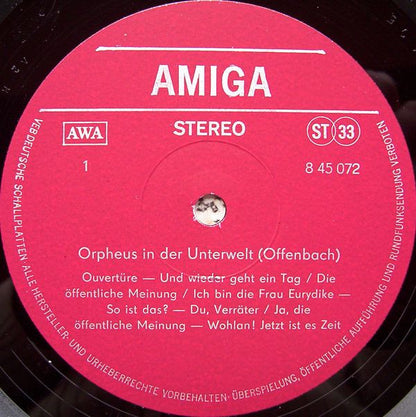 AMIGA
AWA
STEREO
ST 33
1
8 45 072
Orpheus in der Unterwelt (Offenbach)
Ouvertüre — Und wieder geht ein Tag / Die
öffentliche Meinung / Ich bin die Frau Eurydike —
So ist das? — Du, Verräter / Ja, die
öffentliche Meinung — Wohlan! Jetzt ist es Zeit
VEB DEUTSCHE SCHALLPLATTEN ALLE HERSTELLER- UND URHEBERRECHTE VORBEHALTEN · ÜBERSPIELUNG, ÖFFENTLICHE AUFFÜHRUNG UND RUNDFUNKSENDUNG VERBOTEN